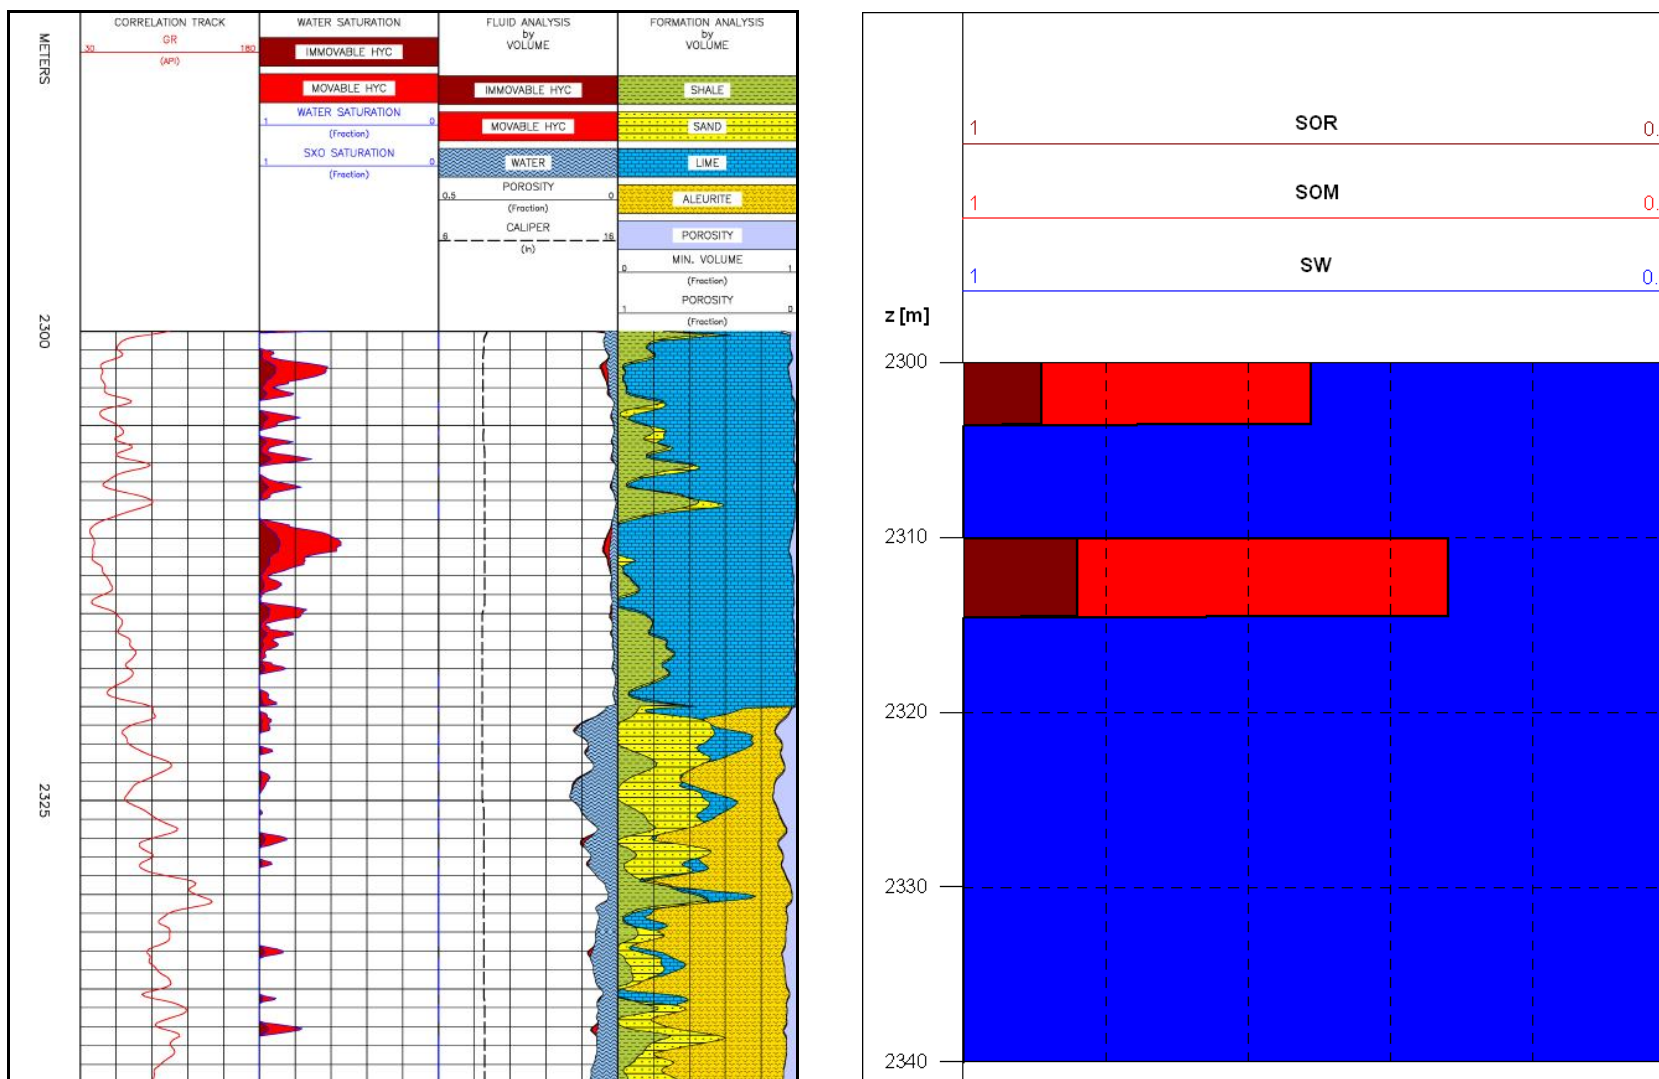 CORRELATION TRACK
GR
30 180
(API)
METERS
WATER SATURATION
IMMOVABLE HYC
MOVABLE HYC
WATER SATURATION
1 0
(Fraction)
SXO SATURATION
1 0
(Fraction)
FLUID ANALYSIS
by
VOLUME
IMMOVABLE HYC
MOVABLE HYC
WATER
POROSITY
0.5 0
(Fraction)
CALIPER
6 16
(In)
FORMATION ANALYSIS
by
VOLUME
SHALE
SAND
LIME
ALEURITE
POROSITY
MIN. VOLUME
0 1
(Fraction)
POROSITY
1 0
(Fraction)
2300
2325
1 SOR 0.
1 SOM 0.
1 SW 0.
z [m]
2300
2310
2320
2330
2340